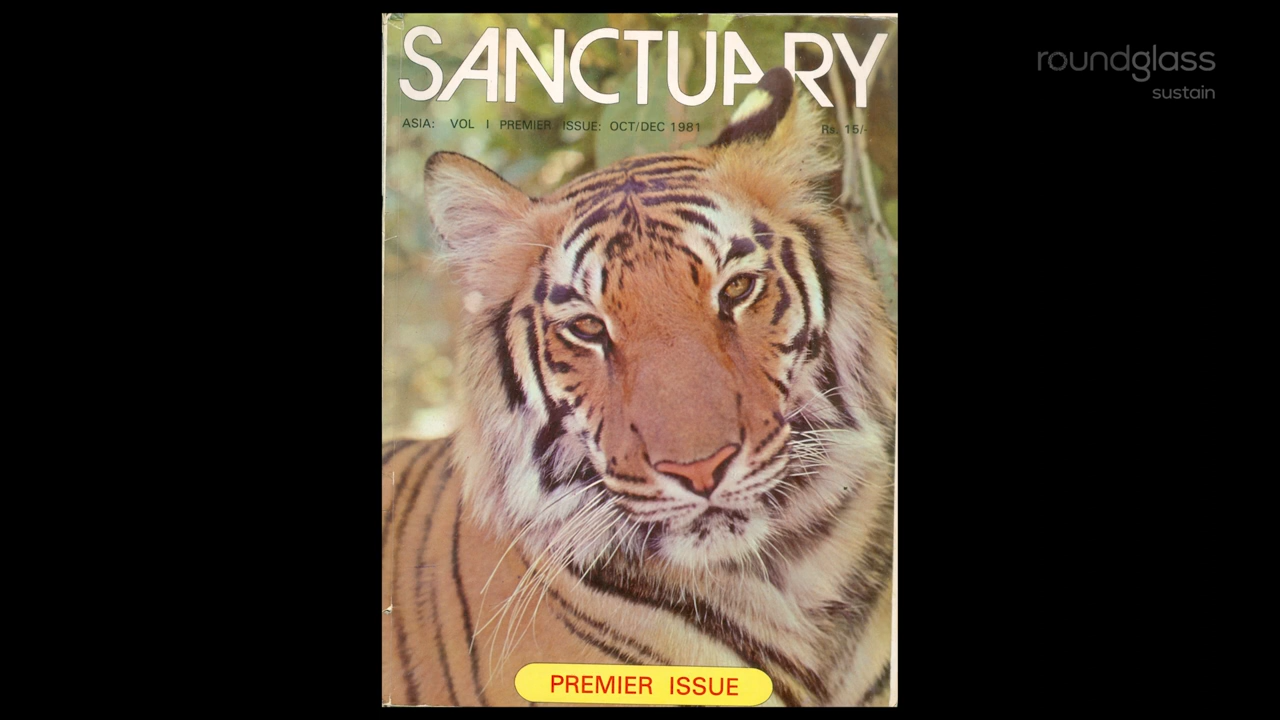 SANCTUARY
ASIA: VOL I PREMIER ISSUE: OCT/DEC 1981 Rs. 15/-
PREMIER ISSUE
roundglass
sustain